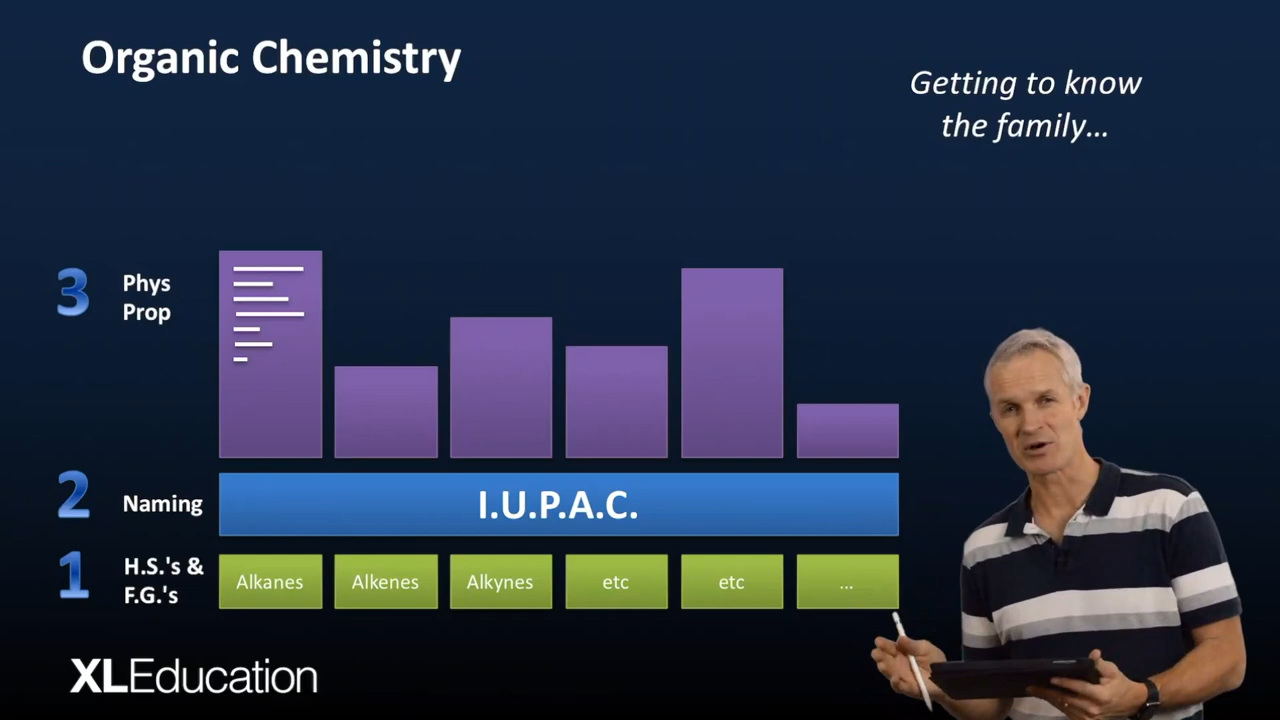 Organic Chemistry
Getting to know
the family...
3
Phys
Prop
2
Naming
I.U.P.A.C.
1
H.S.'s &
F.G.'s
Alkanes
Alkenes
Alkynes
etc
etc
...
XLEducation